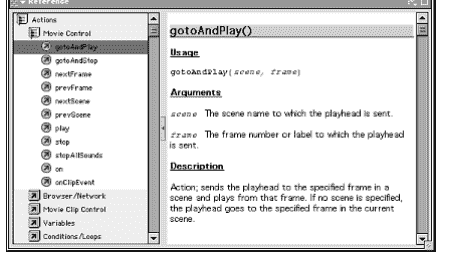 Reference
Actions
Movie Control
gotoAndPlay
gotoAndStop
nextFrame
prevFrame
nextScene
prevScene
play
stop
stopAllSounds
on
onClipEvent
Browser/Network
Movie Clip Control
Variables
Conditions/Loops
gotoAndPlay()
Usage
gotoAndPlay(scene, frame)
Arguments
scene The scene name to which the playhead is sent.
frame The frame number or label to which the playhead
is sent.
Description
Action; sends the playhead to the specified frame in a
scene and plays from that frame. If no scene is specified,
the playhead goes to the specified frame in the current
scene.